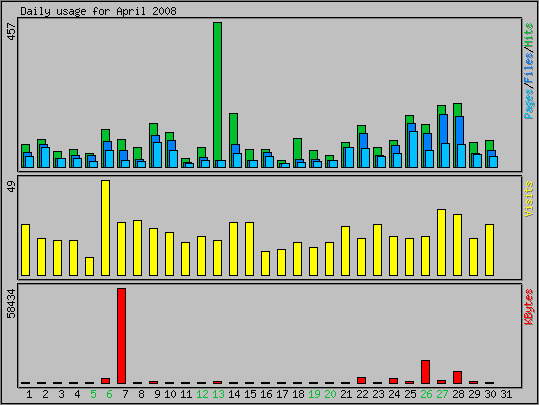 Daily usage for April 2008
457
Pages/Files/Hits
49
Visits
58434
KBytes
1 2 3 4 5 6 7 8 9 10 11 12 13 14 15 16 17 18 19 20 21 22 23 24 25 26 27 28 29 30 31